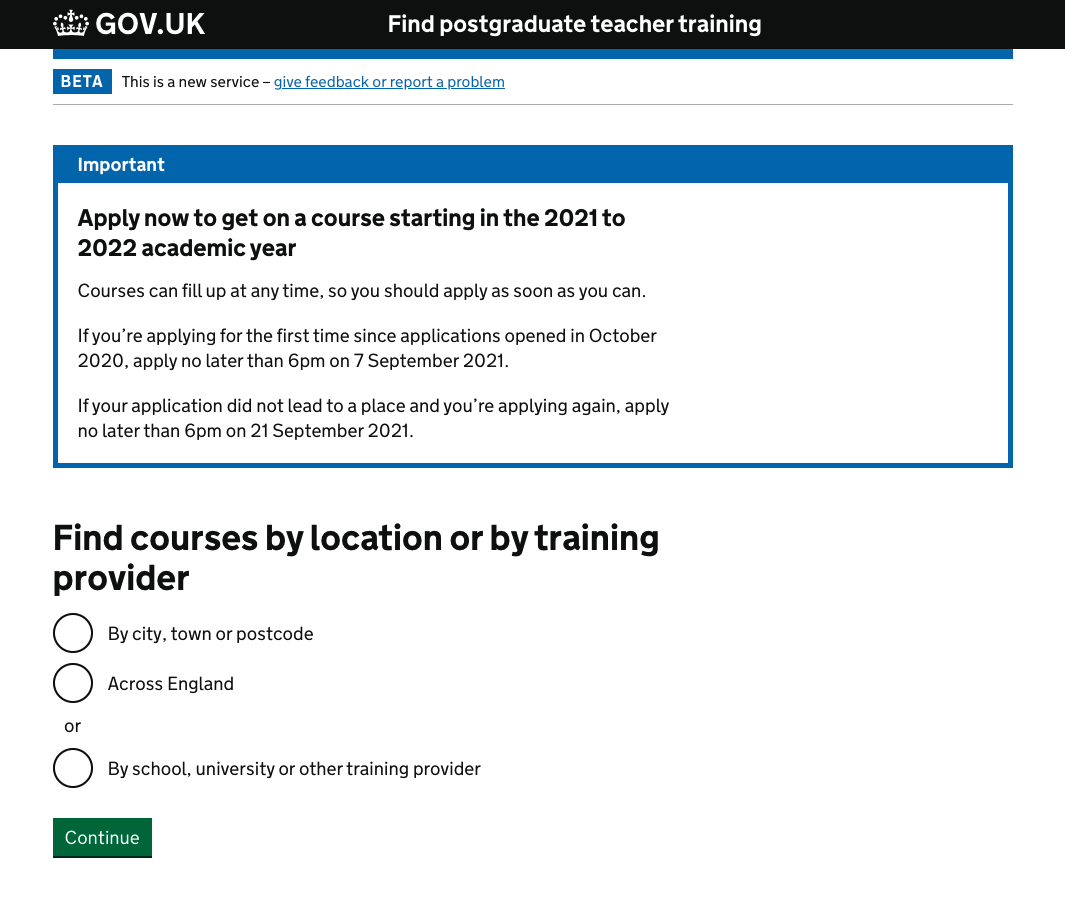 GOV.UK
Find postgraduate teacher training
BETA This is a new service – give feedback or report a problem
Important
Apply now to get on a course starting in the 2021 to
2022 academic year
Courses can fill up at any time, so you should apply as soon as you can.
If you’re applying for the first time since applications opened in October
2020, apply no later than 6pm on 7 September 2021.
If your application did not lead to a place and you’re applying again, apply
no later than 6pm on 21 September 2021.
Find courses by location or by training
provider
By city, town or postcode
Across England
or
By school, university or other training provider
Continue